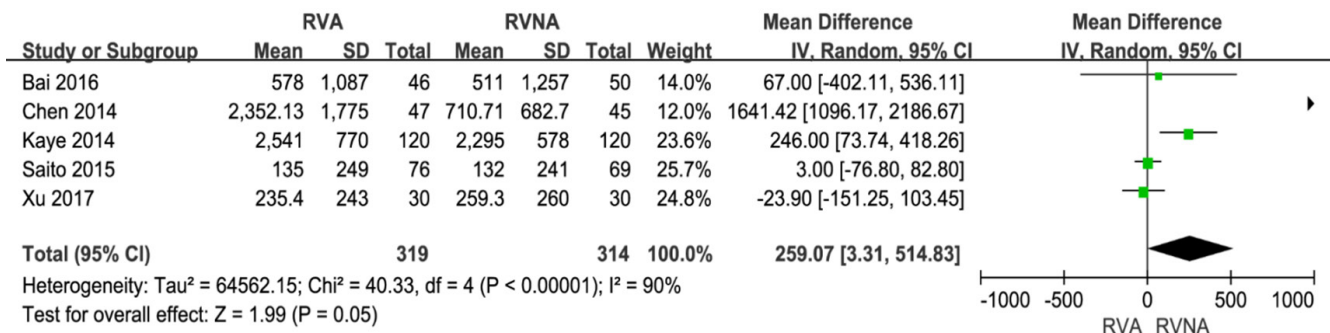 RVA RVNA Mean Difference Mean Difference
Study or Subgroup Mean SD Total Mean SD Total Weight IV, Random, 95% CI IV, Random, 95% CI
Bai 2016 578 1,087 46 511 1,257 50 14.0% 67.00 [-402.11, 536.11]
Chen 2014 2,352.13 1,775 47 710.71 682.7 45 12.0% 1641.42 [1096.17, 2186.67]
Kaye 2014 2,541 770 120 2,295 578 120 23.6% 246.00 [73.74, 418.26]
Saito 2015 135 249 76 132 241 69 25.7% 3.00 [-76.80, 82.80]
Xu 2017 235.4 243 30 259.3 260 30 24.8% -23.90 [-151.25, 103.45]
Total (95% CI) 319 314 100.0% 259.07 [3.31, 514.83]
Heterogeneity: Tau² = 64562.15; Chi² = 40.33, df = 4 (P < 0.00001); I² = 90%
Test for overall effect: Z = 1.99 (P = 0.05)
-1000 -500 0 500 1000
RVA RVNA